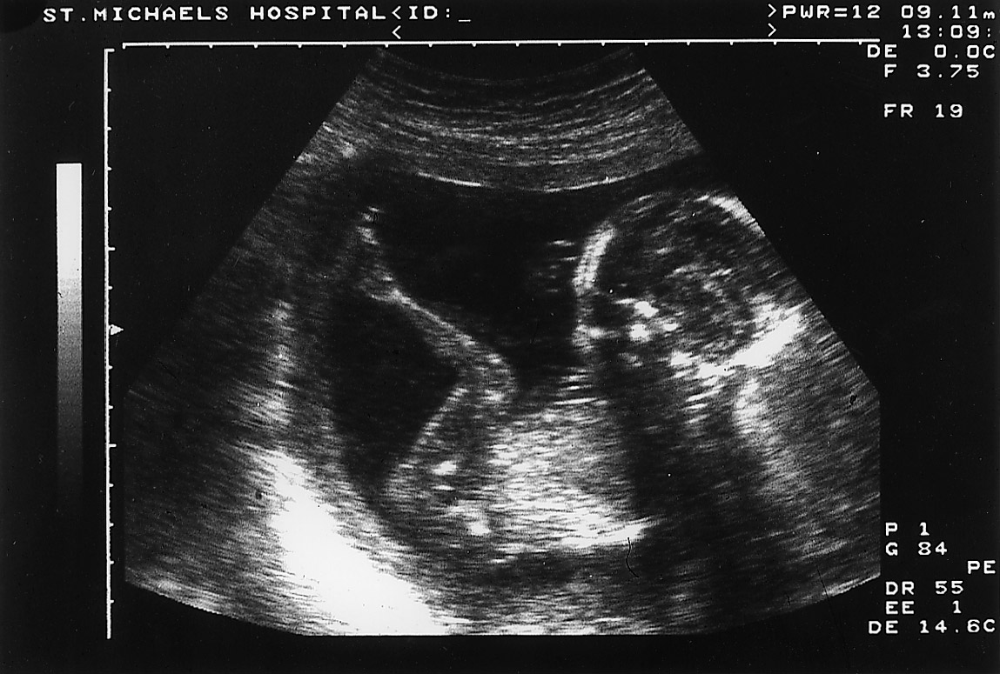 ST.MICHAELS HOSPITAL<ID:_ >PWR=12 09.11m
< > 13:09:
DE 0.0C
F 3.75
FR 19
P 1
G 84
PE
DR 55
EE 1
DE 14.6C